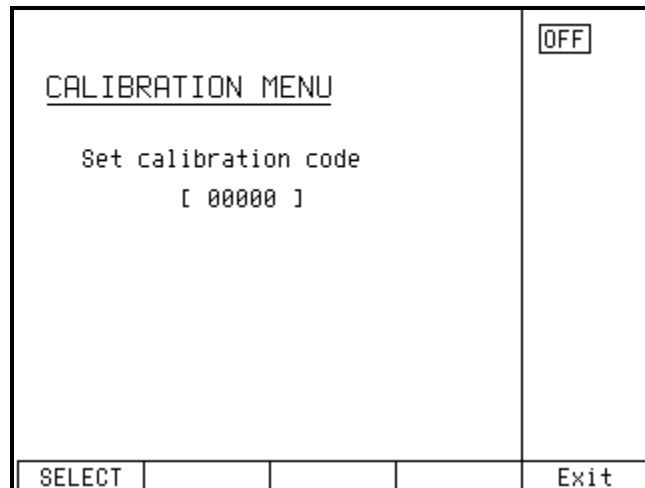 OFF
CALIBRATION MENU
Set calibration code
[ 00000 ]
SELECT
Exit